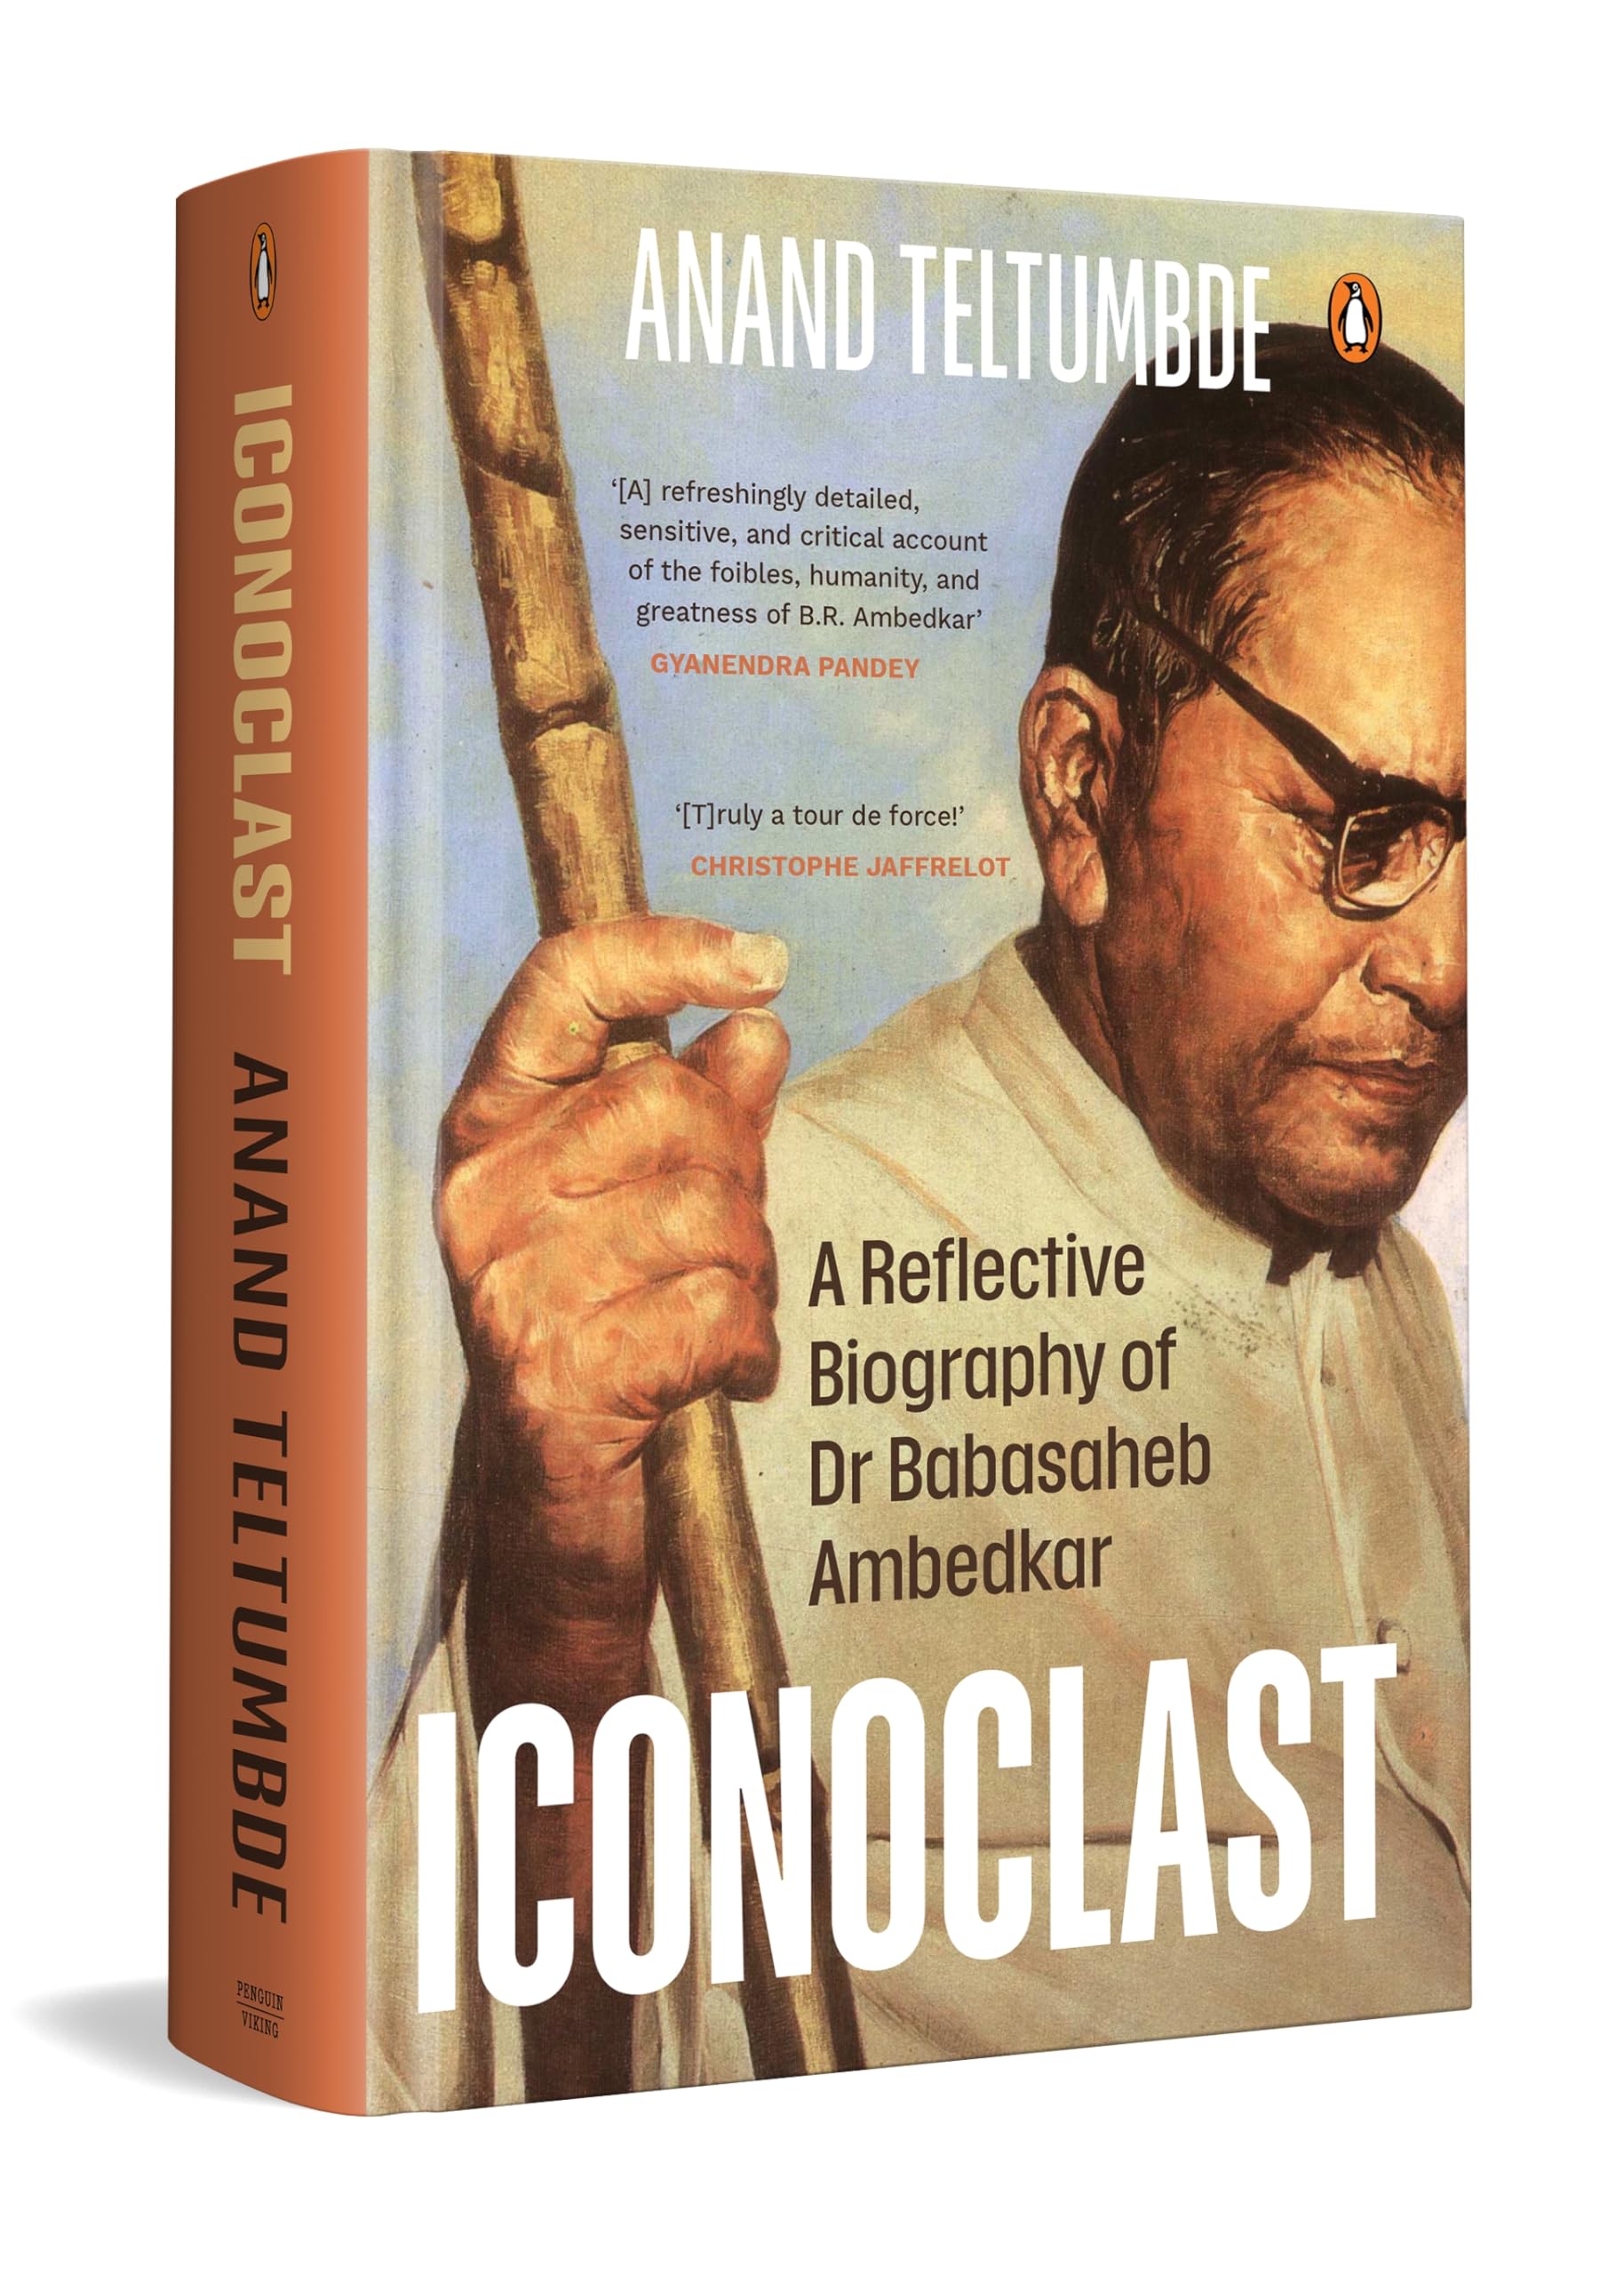 ICONOCLAST ANAND TELTUMBDE
PENGUIN
VIKING
ANAND TELTUMBDE
‘[A] refreshingly detailed,
sensitive, and critical account
of the foibles, humanity, and
greatness of B.R. Ambedkar’
GYANENDRA PANDEY
‘[T]ruly a tour de force!’
CHRISTOPHE JAFFRELOT
A Reflective
Biography of
Dr Babasaheb
Ambedkar
ICONOCLAST